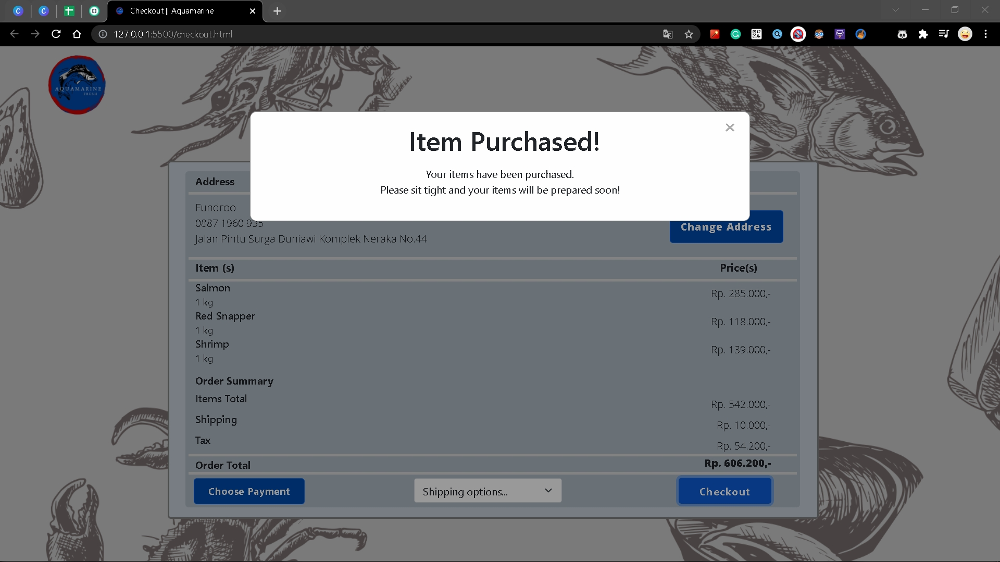 Checkout || Aquamarine
127.0.0.1:5500/checkout.html
AQUAMARINE
FRESH
Item Purchased!
Your items have been purchased.
Please sit tight and your items will be prepared soon!
Address
Fundroo
0887 1960 935
Jalan Pintu Surga Duniawi Komplek Neraka No.44
Change Address
Item (s) Price(s)
Salmon
1 kg
Rp. 285.000,-
Red Snapper
1 kg
Rp. 118.000,-
Shrimp
1 kg
Rp. 139.000,-
Order Summary
Items Total Rp. 542.000,-
Shipping Rp. 10.000,-
Tax Rp. 54.200,-
Order Total Rp. 606.200,-
Choose Payment Shipping options... Checkout